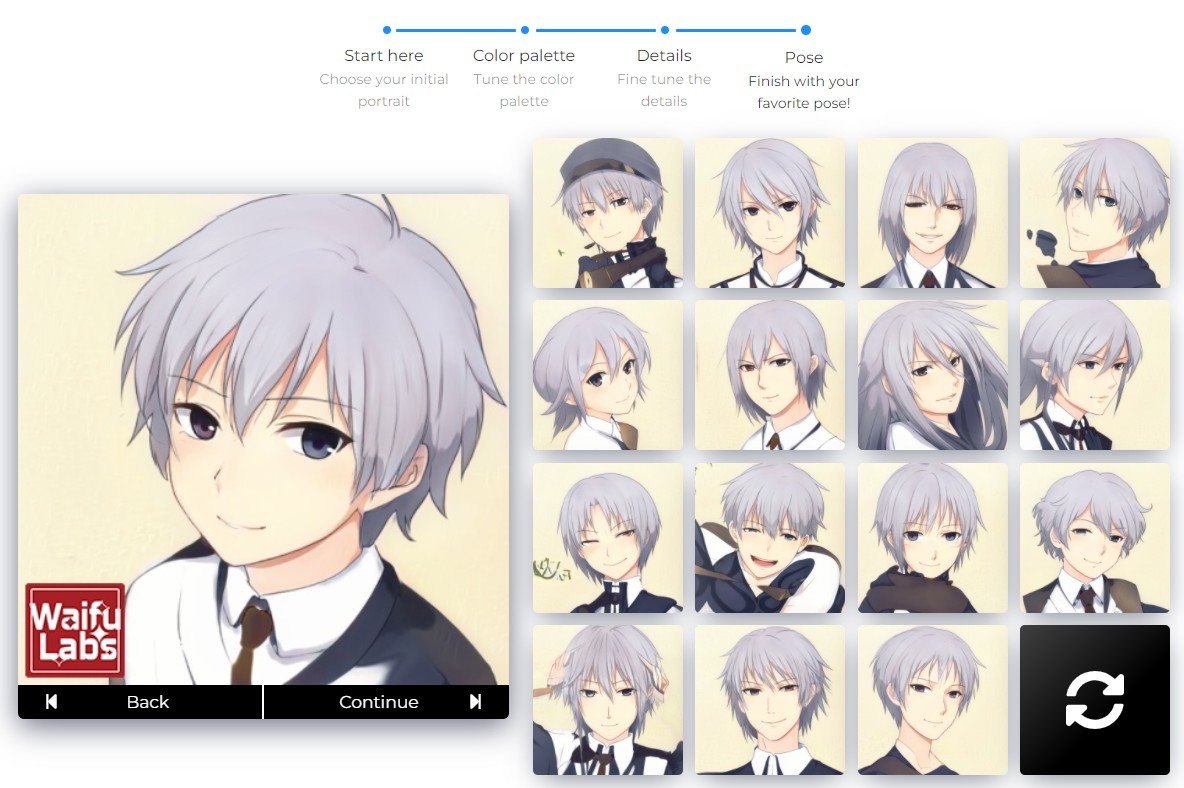 Start here
Choose your initial
portrait
Color palette
Tune the color
palette
Details
Fine tune the
details
Pose
Finish with your
favorite pose!
Waifu
Labs
Back
Continue